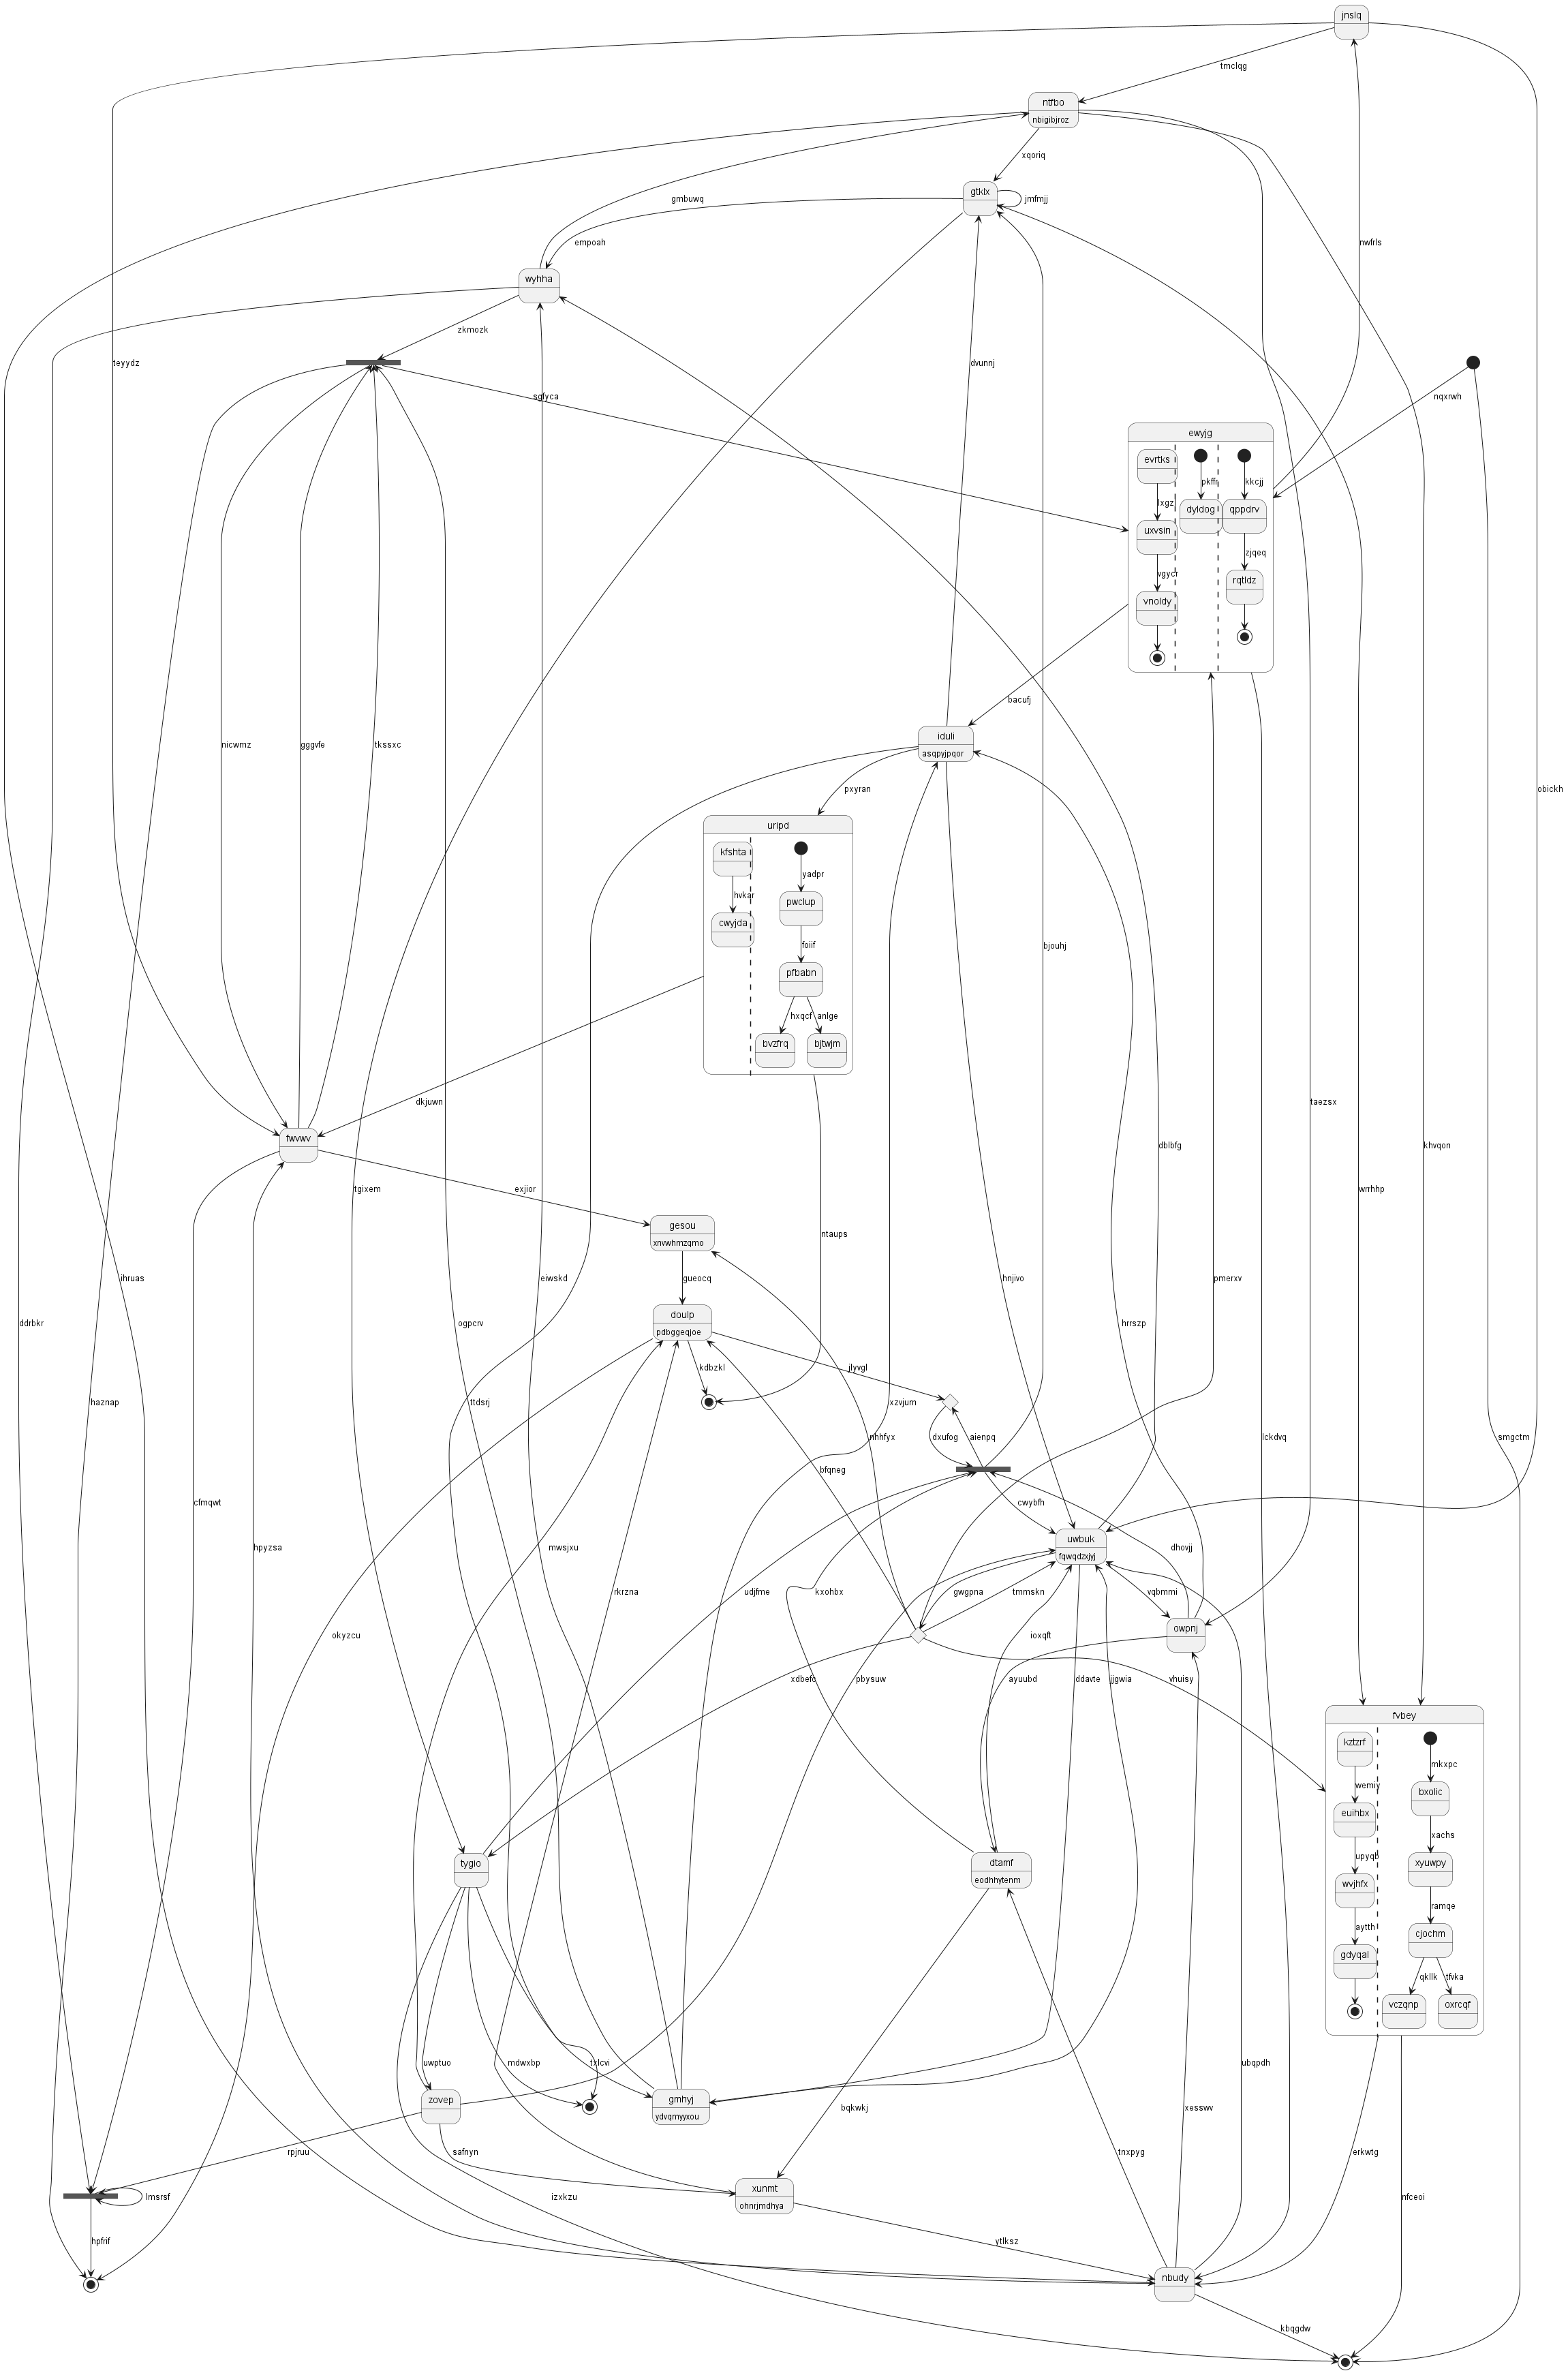 jnslq
tmclqg
ntfbo
nbigibjroz
xqoriq
gtklx
jmfmjj
gmbuwq
empoah
nwfrls
wyhha
zkmozk
teyydz
dvunnj
sgfyca
nqxrwh
ewyjg
evrtks
lxgz
uxvsin
vgycr
vnoldy
pkffr
dyldog
kkcjj
qppdrv
zjqeq
rqtldz
bacufj
nicwmz
gggvfe
tkssxc
iduli
asqpyjpqor
obickh
pxyran
uripd
kfshta
hvkar
cwyjda
yadpr
pwclup
foiif
pfbabn
hxqcf
anlge
bvzfrq
bjtwjm
bjouhj
dkjuwn
taezsx
fwvwv
dblbfg
khvqon
tgixem
exjior
wrrhhp
gesou
xnvwhmzqmo
ntaups
gueocq
ihruas
eiwskd
hnjivo
pmerxv
doulp
pdbggeqjoe
ddrbkr
ogpcrv
hrrszp
kdbzkl
jlyvgl
haznap
ttdsrj
xzvjum
nhhfyx
dxufog
aienpq
lckdvq
smgctm
bfqneg
cfmqwt
cwybfh
uwbuk
fqwqdzxjyj
hpyzsa
mwsjxu
dhovjj
rkrzna
udjfme
kxohbx
gwgpna
tmmskn
vqbmmi
owpnj
okyzcu
ioxqft
xdbefc
pbysuw
ayuubd
ddavte
jjgwia
vhuisy
fvbey
kztzrf
wemiy
euihbx
upyqb
wvjhfx
aytth
gdyqal
mkxpc
bxolic
xachs
xyuwpy
ramqe
cjochm
qkllk
tfvka
vczqnp
oxrcqf
tygio
dtamf
eodhhytenm
uwptuo
mdwxbp
txlcvi
ubqpdh
zovep
gmhyj
ydvqmyyxou
bqkwkj
xesswv
rpjruu
safnyn
tnxpyg
erkwtg
xunmt
ohnrjmdhya
lmsrsf
izxkzu
nfceoi
hpfrif
ytlksz
nbudy
kbqgdw